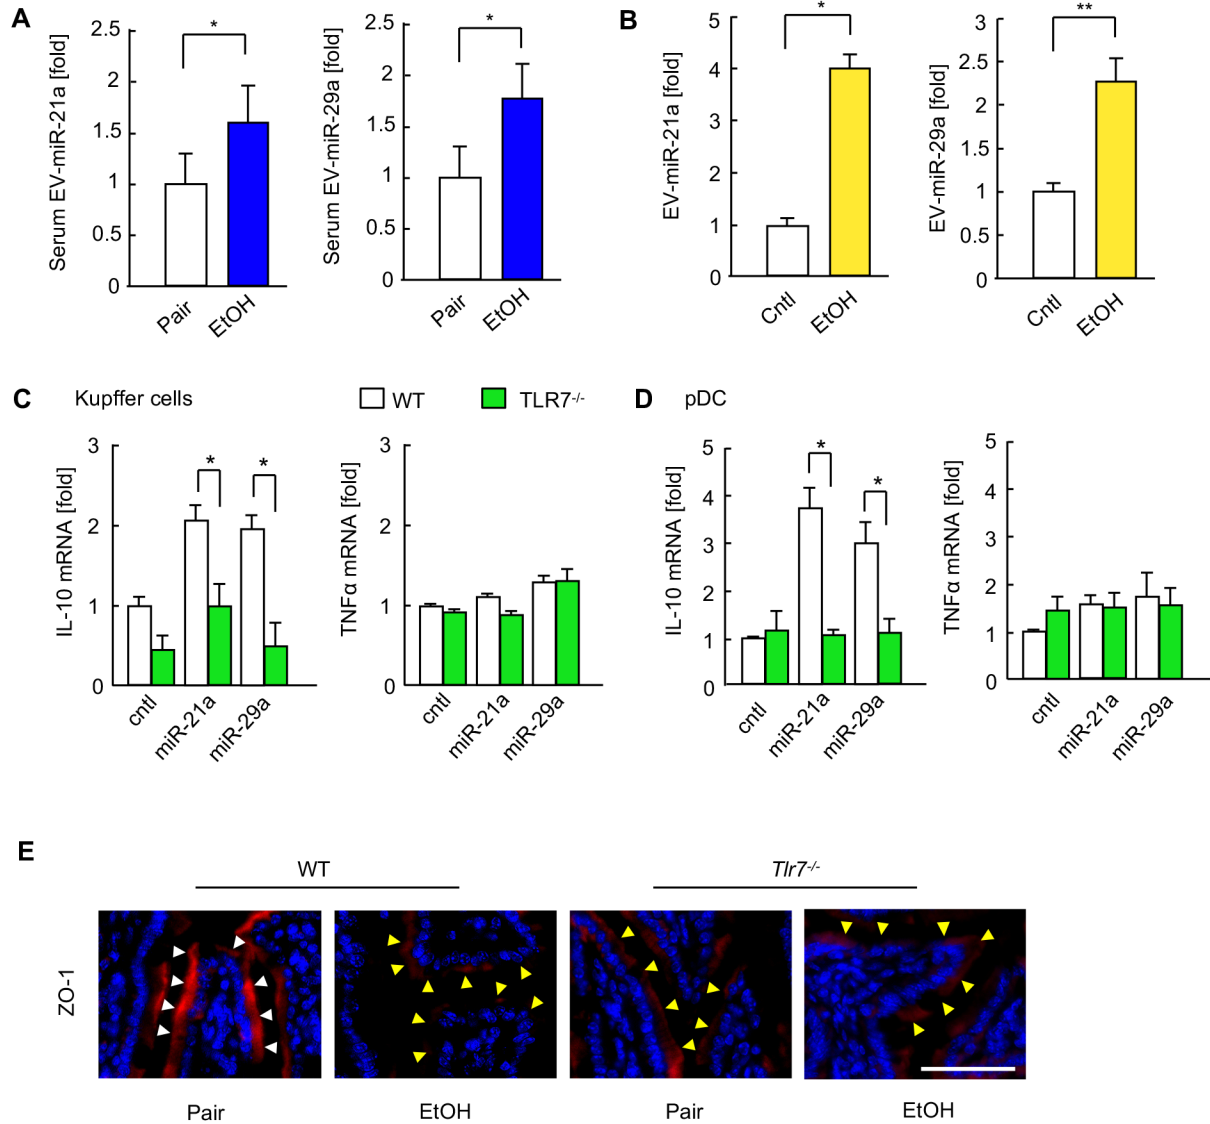 A
Serum EV-miR-21a [fold]
2.5
2
1.5
1
0.5
0
*
Pair
EtOH
Serum EV-miR-29a [fold]
2.5
2
1.5
1
0.5
0
*
Pair
EtOH
B
EV-miR-21a [fold]
5
4
3
2
1
0
*
Cntl
EtOH
EV-miR-29a [fold]
3
2.5
2
1.5
1
0.5
0
**
Cntl
EtOH
C
Kupffer cells
WT
TLR7-/-
IL-10 mRNA [fold]
3
2
1
0
*
*
cntl
miR-21a
miR-29a
TNFα mRNA [fold]
3
2
1
0
cntl
miR-21a
miR-29a
D
pDC
IL-10 mRNA [fold]
5
4
3
2
1
0
*
*
cntl
miR-21a
miR-29a
TNFα mRNA [fold]
5
4
3
2
1
0
cntl
miR-21a
miR-29a
E
WT
Tlr7-/-
ZO-1
Pair
EtOH
Pair
EtOH